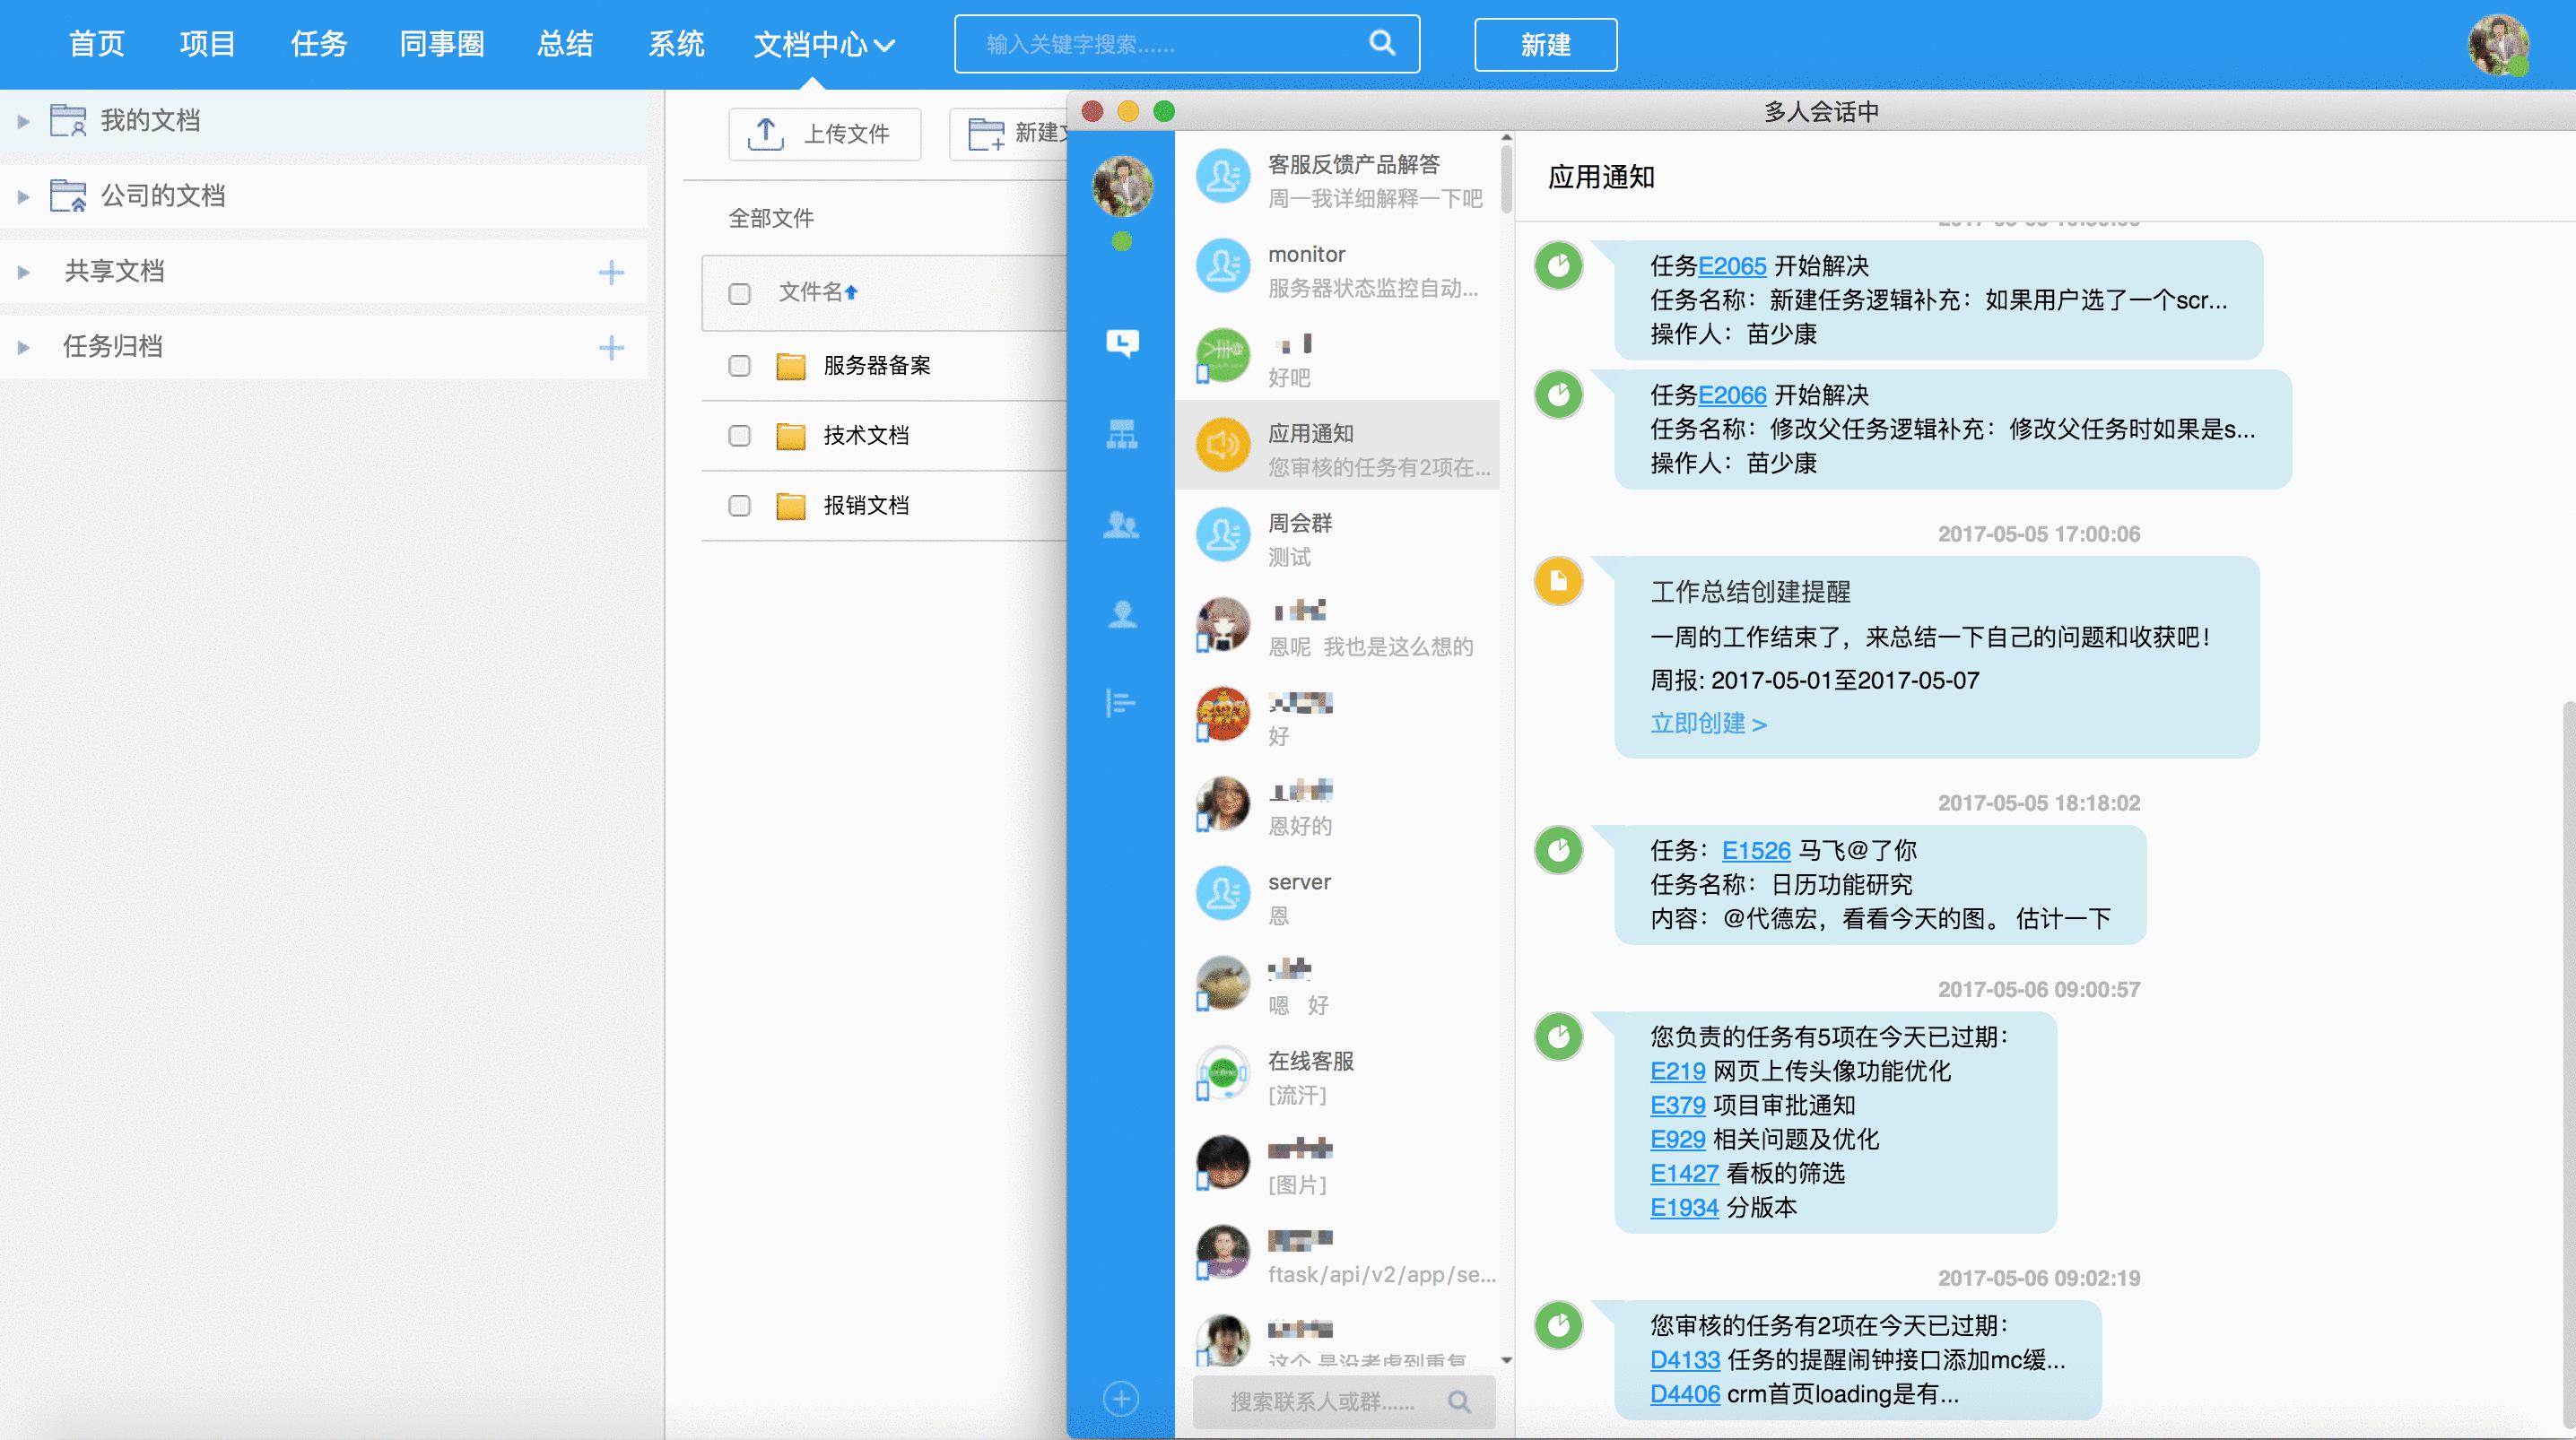 首页 项目 任务 同事圈 总结 系统 文档中心 输入关键字搜索...... 新建
我的文档
公司的文档
共享文档
任务归档
上传文件 新建
全部文件
文件名
服务器备案
技术文档
报销文档
多人会话中
客服反馈产品解答
周一我详细解释一下吧
monitor
服务器状态监控自动...
好吧
应用通知
您审核的任务有2项在...
周会群
测试
恩呢 我也是这么想的
好
恩好的
server
恩
嗯 好
在线客服
[流汗]
[图片]
ftask/api/v2/app/se...
这个 是没考虑到重复
搜索联系人或群......
应用通知
任务E2065 开始解决
任务名称：新建任务逻辑补充：如果用户选了一个scr...
操作人：苗少康
任务E2066 开始解决
任务名称：修改父任务逻辑补充：修改父任务时如果是s...
操作人：苗少康
2017-05-05 17:00:06
工作总结创建提醒
一周的工作结束了，来总结一下自己的问题和收获吧！
周报: 2017-05-01至2017-05-07
立即创建 >
2017-05-05 18:18:02
任务：E1526 马飞@了你
任务名称：日历功能研究
内容：@代德宏，看看今天的图。 估计一下
2017-05-06 09:00:57
您负责的任务有5项在今天已过期：
E219 网页上传头像功能优化
E379 项目审批通知
E929 相关问题及优化
E1427 看板的筛选
E1934 分版本
2017-05-06 09:02:19
您审核的任务有2项在今天已过期：
D4133 任务的提醒闹钟接口添加mc缓...
D4406 crm首页loading是有...